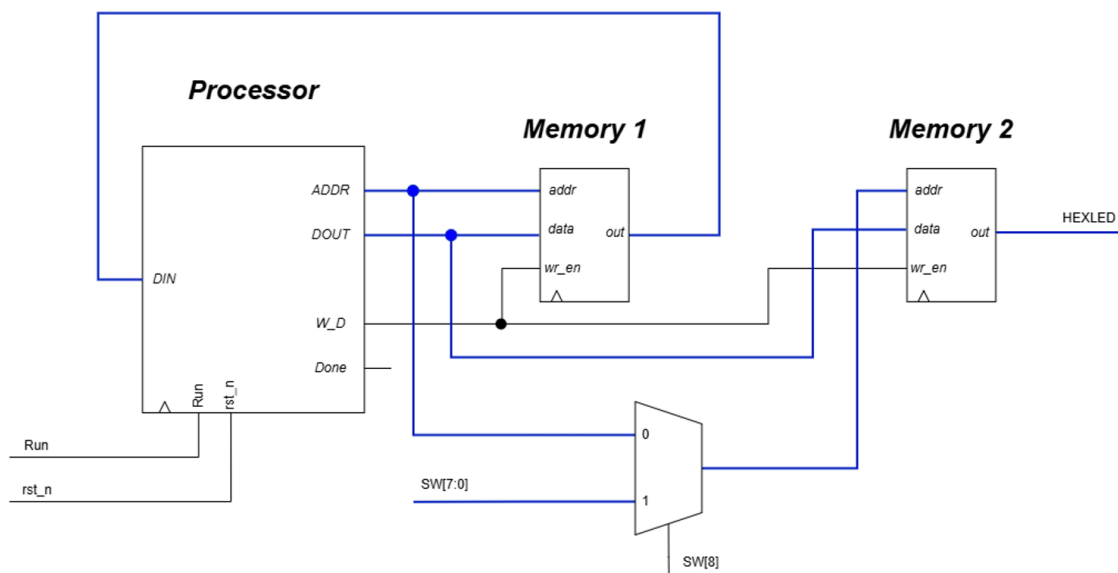 Processor
Memory 1
Memory 2
ADDR
DOUT
DIN
W_D
Done
Run
rst_n
addr
data
out
wr_en
addr
data
out
wr_en
HEXLED
Run
rst_n
0
SW[7:0]
1
SW[8]